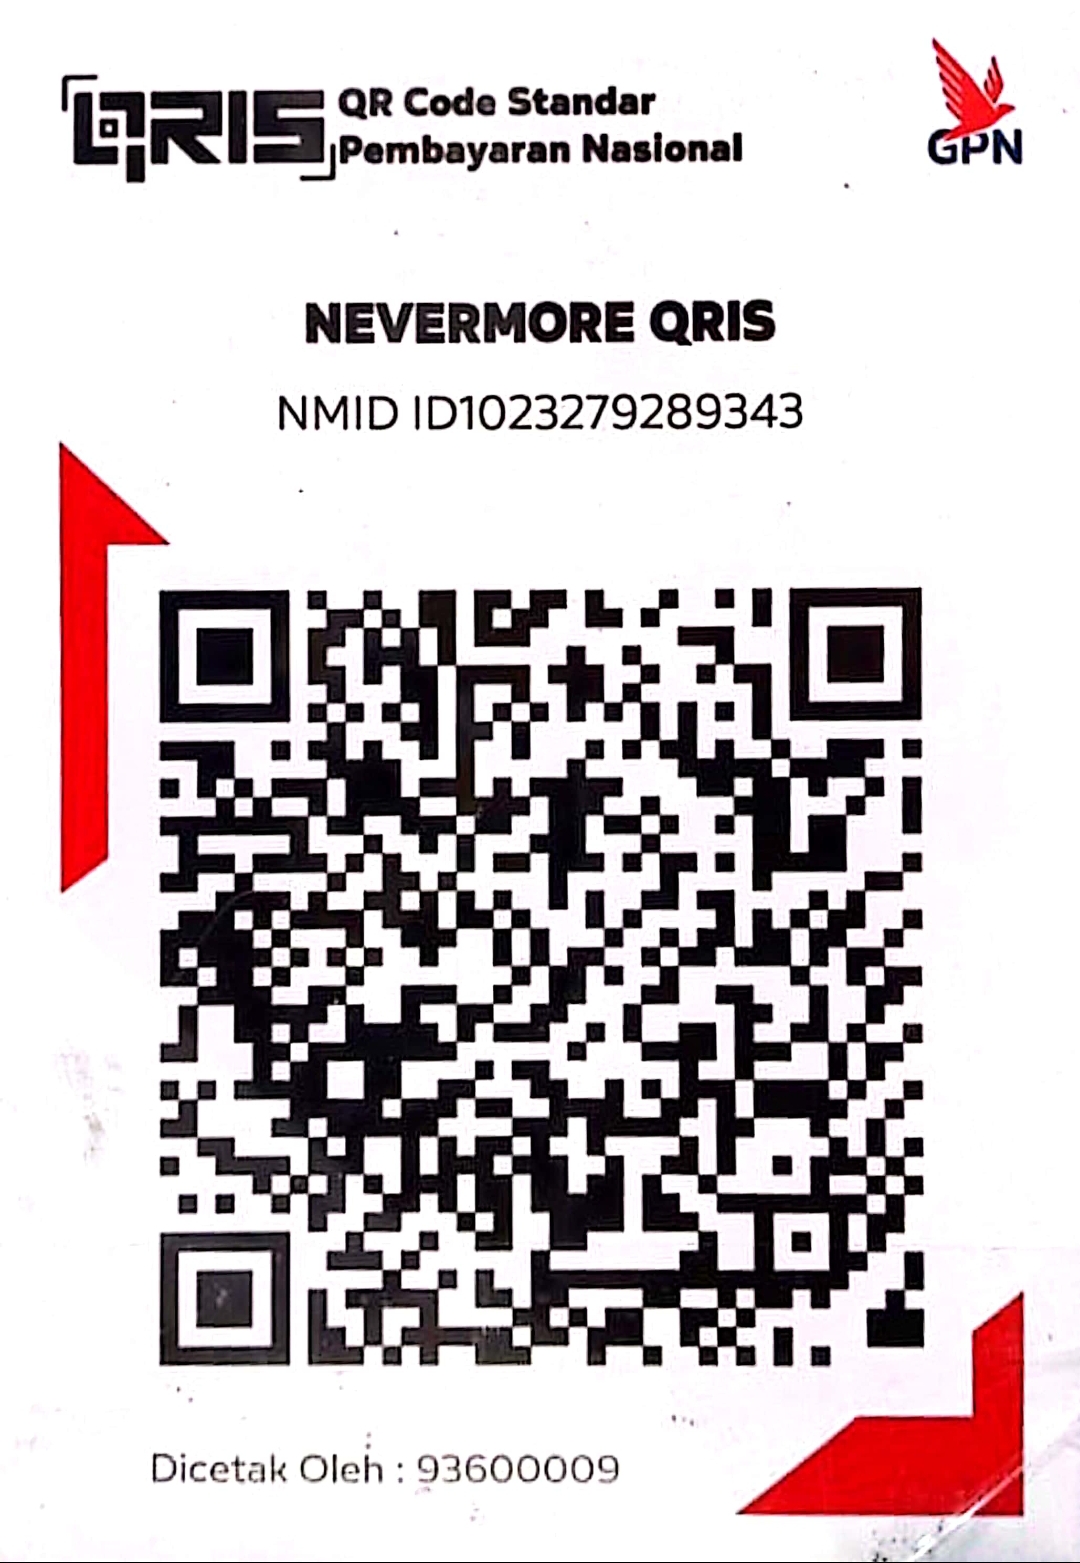 QRIS QR Code Standar
Pembayaran Nasional
GPN
NEVERMORE QRIS
NMID ID1023279289343
Dicetak Oleh : 93600009